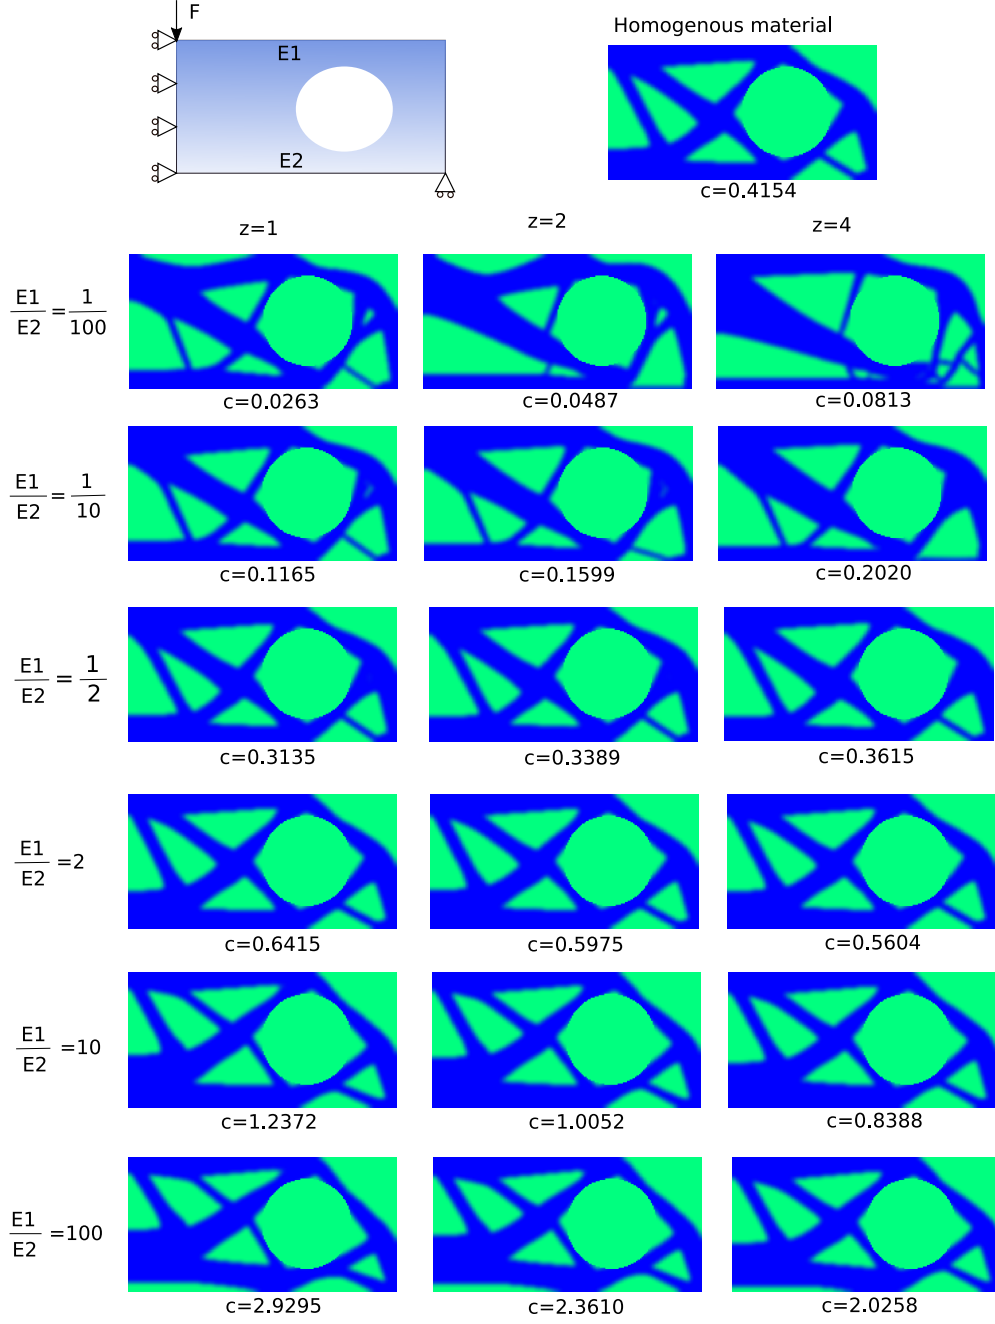 F
E1
E2
Homogenous material
c=0.4154
z=1 z=2 z=4
E1/E2 = 1/100
c=0.0263 c=0.0487 c=0.0813
E1/E2 = 1/10
c=0.1165 c=0.1599 c=0.2020
E1/E2 = 1/2
c=0.3135 c=0.3389 c=0.3615
E1/E2 =2
c=0.6415 c=0.5975 c=0.5604
E1/E2 =10
c=1.2372 c=1.0052 c=0.8388
E1/E2 =100
c=2.9295 c=2.3610 c=2.0258